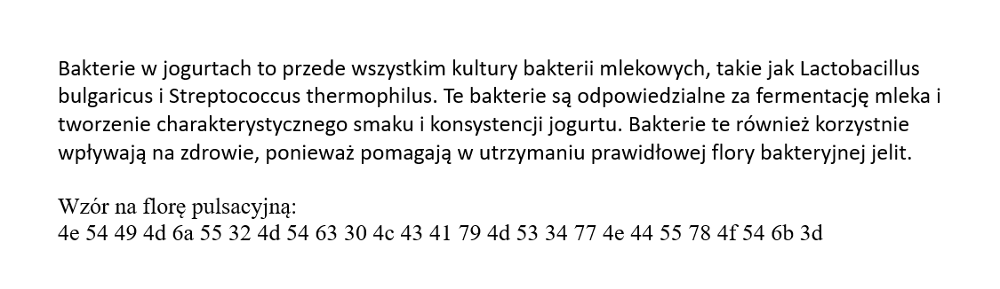 Bakterie w jogurtach to przede wszystkim kultury bakterii mlekowych, takie jak Lactobacillus
bulgaricus i Streptococcus thermophilus. Te bakterie są odpowiedzialne za fermentację mleka i
tworzenie charakterystycznego smaku i konsystencji jogurtu. Bakterie te również korzystnie
wpływają na zdrowie, ponieważ pomagają w utrzymaniu prawidłowej flory bakteryjnej jelit.
Wzór na florę pulsacyjną:
4e 54 49 4d 6a 55 32 4d 54 63 30 4c 43 41 79 4d 53 34 77 4e 44 55 78 4f 54 6b 3d